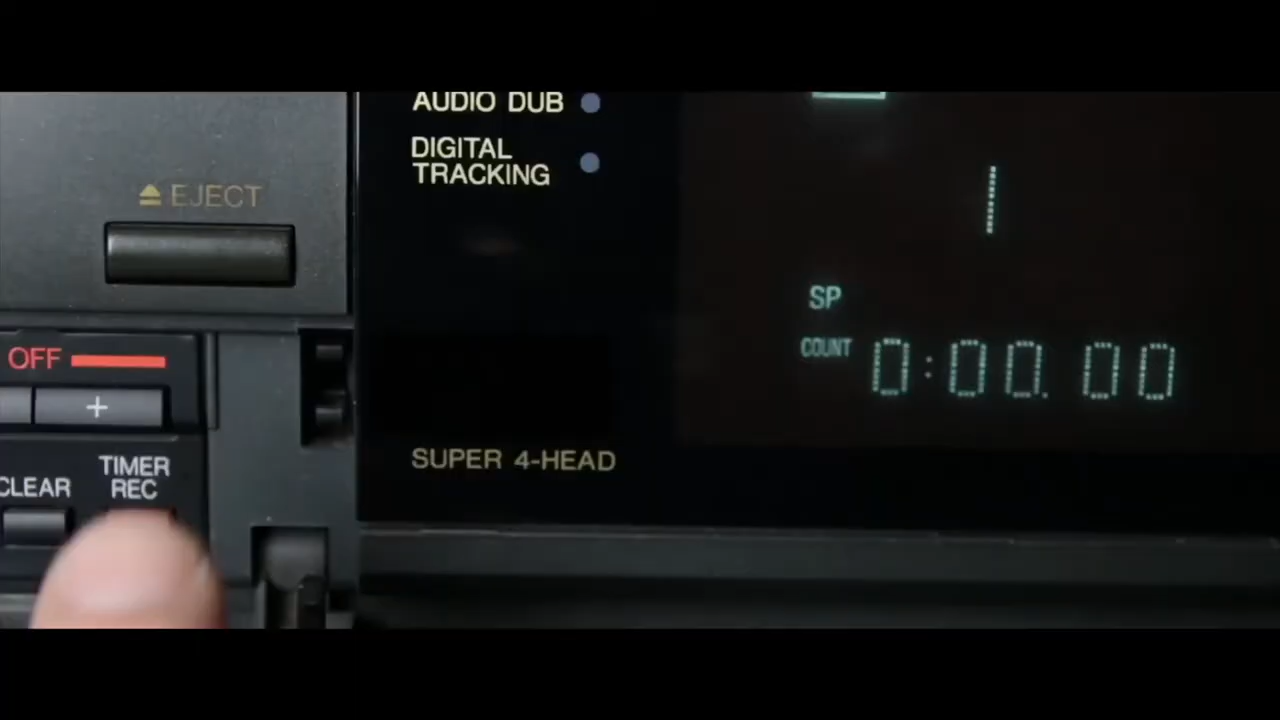 AUDIO DUB
DIGITAL
TRACKING
EJECT
SP
COUNT 0:00.00
OFF
+
TIMER
REC
CLEAR
SUPER 4-HEAD